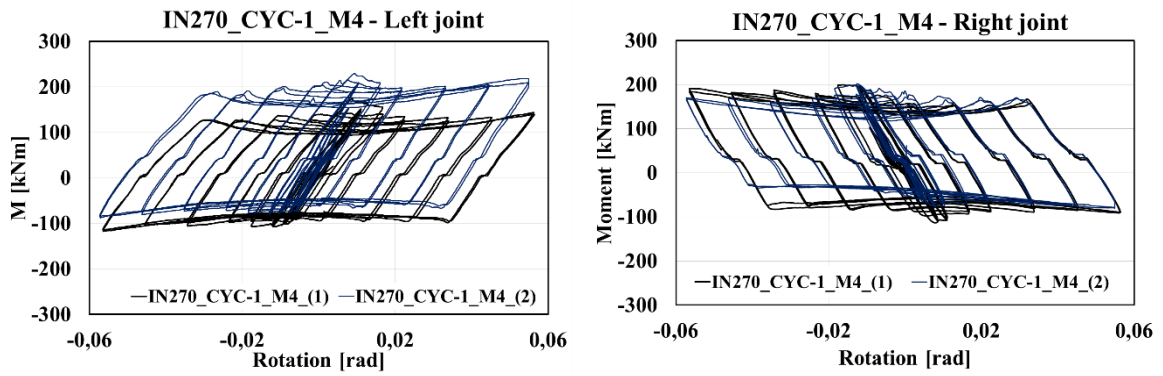 IN270_CYC-1_M4 - Left joint
300
200
100
0
-100
-200
-300
M [kNm]
-0,06
-0,02
0,02
0,06
Rotation [rad]
IN270_CYC-1_M4_(1)
IN270_CYC-1_M4_(2)
IN270_CYC-1_M4 - Right joint
300
200
100
0
-100
-200
-300
Moment [kNm]
-0,06
-0,02
0,02
0,06
Rotation [rad]
IN270_CYC-1_M4_(1)
IN270_CYC-1_M4_(2)